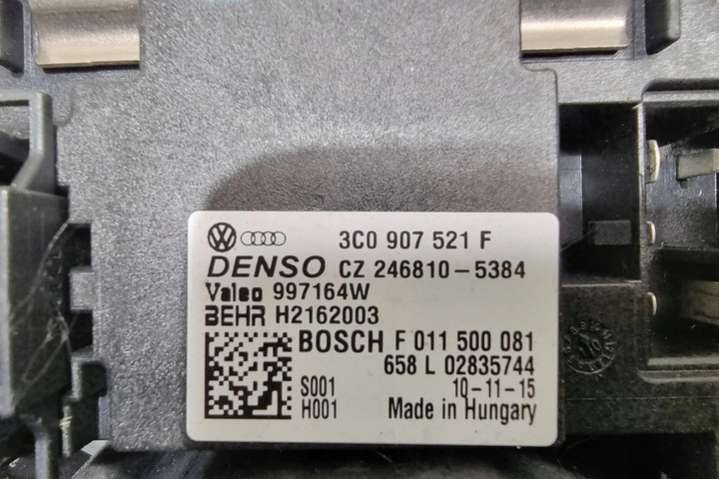 3C0 907 521 F
DENSO CZ 246810-5384
Valeo 997164W
BEHR H2162003
BOSCH F 011 500 081
658 L 02835744
S001 10-11-15
H001 Made in Hungary